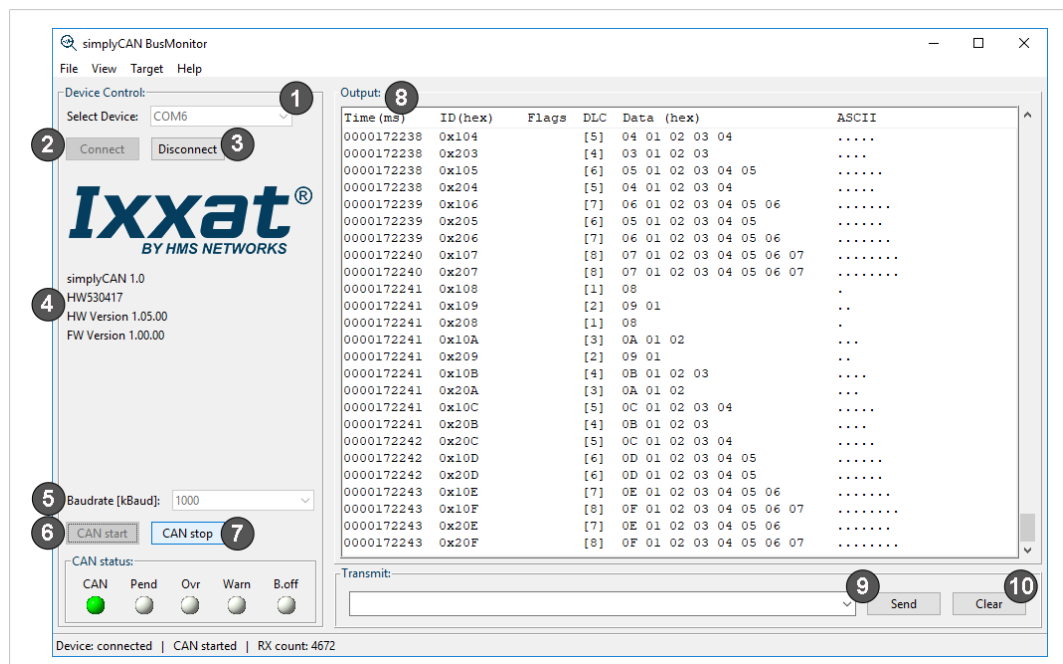 simplyCAN BusMonitor
File View Target Help
Device Control:
1
Select Device: COM6
2 Connect Disconnect 3
Ixxat®
BY HMS NETWORKS
simplyCAN 1.0
HW530417
4
HW Version 1.05.00
FW Version 1.00.00
5 Baudrate [kBaud]: 1000
6 CAN start CAN stop 7
CAN status:
CAN Pend Ovr Warn B.off
Output: 8
Time(ms) ID(hex) Flags DLC Data (hex) ASCII
0000172238 0x104 [5] 04 01 02 03 04 .....
0000172238 0x203 [4] 03 01 02 03 ....
0000172238 0x105 [6] 05 01 02 03 04 05 ......
0000172238 0x204 [5] 04 01 02 03 04 .....
0000172239 0x106 [7] 06 01 02 03 04 05 06 .......
0000172239 0x205 [6] 05 01 02 03 04 05 ......
0000172239 0x206 [7] 06 01 02 03 04 05 06 .......
0000172240 0x107 [8] 07 01 02 03 04 05 06 07 ........
0000172240 0x207 [8] 07 01 02 03 04 05 06 07 ........
0000172241 0x108 [1] 08 .
0000172241 0x109 [2] 09 01 ..
0000172241 0x208 [1] 08 .
0000172241 0x10A [3] 0A 01 02 ...
0000172241 0x209 [2] 09 01 ..
0000172241 0x10B [4] 0B 01 02 03 ....
0000172241 0x20A [3] 0A 01 02 ...
0000172241 0x10C [5] 0C 01 02 03 04 .....
0000172241 0x20B [4] 0B 01 02 03 ....
0000172242 0x20C [5] 0C 01 02 03 04 .....
0000172242 0x10D [6] 0D 01 02 03 04 05 ......
0000172242 0x20D [6] 0D 01 02 03 04 05 ......
0000172243 0x10E [7] 0E 01 02 03 04 05 06 .......
0000172243 0x10F [8] 0F 01 02 03 04 05 06 07 ........
0000172243 0x20E [7] 0E 01 02 03 04 05 06 .......
0000172243 0x20F [8] 0F 01 02 03 04 05 06 07 ........
Transmit:
9 Send Clear 10
Device: connected | CAN started | RX count: 4672